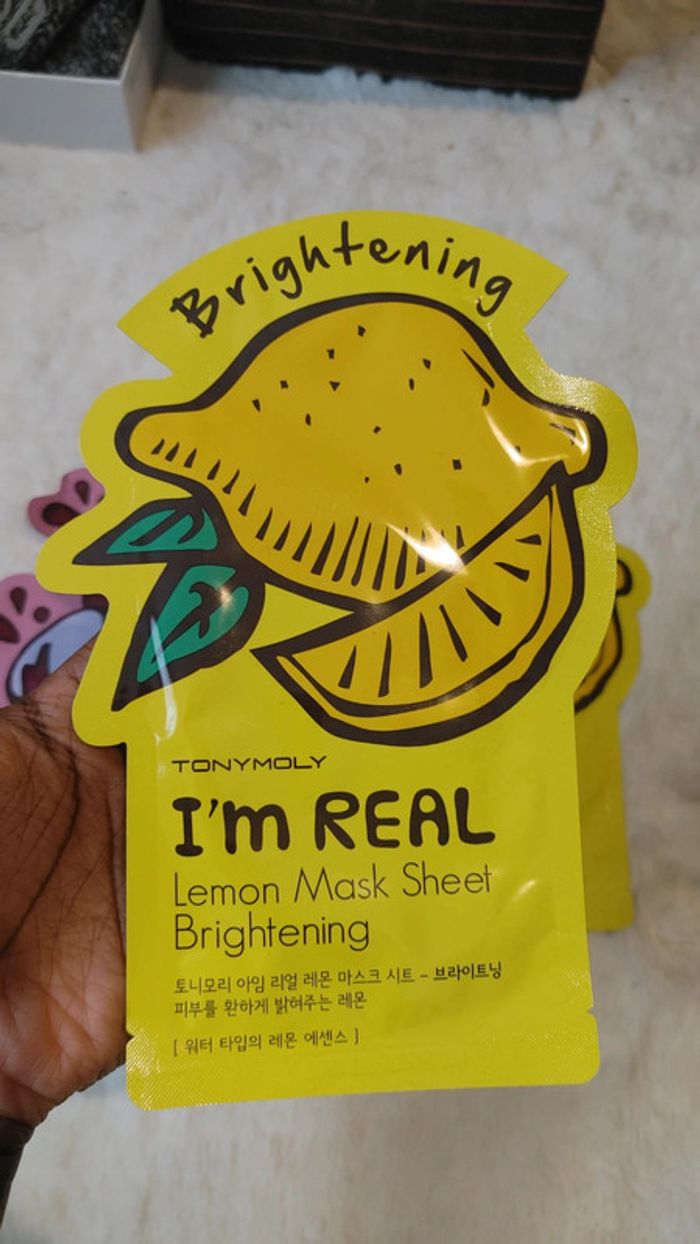 Brightening
TONYMOLY
I'm REAL
Lemon Mask Sheet
Brightening
토니모리 아임 리얼 레몬 마스크 시트 – 브라이트닝
피부를 환하게 밝혀주는 레몬
[ 워터 타입의 레몬 에센스 ]